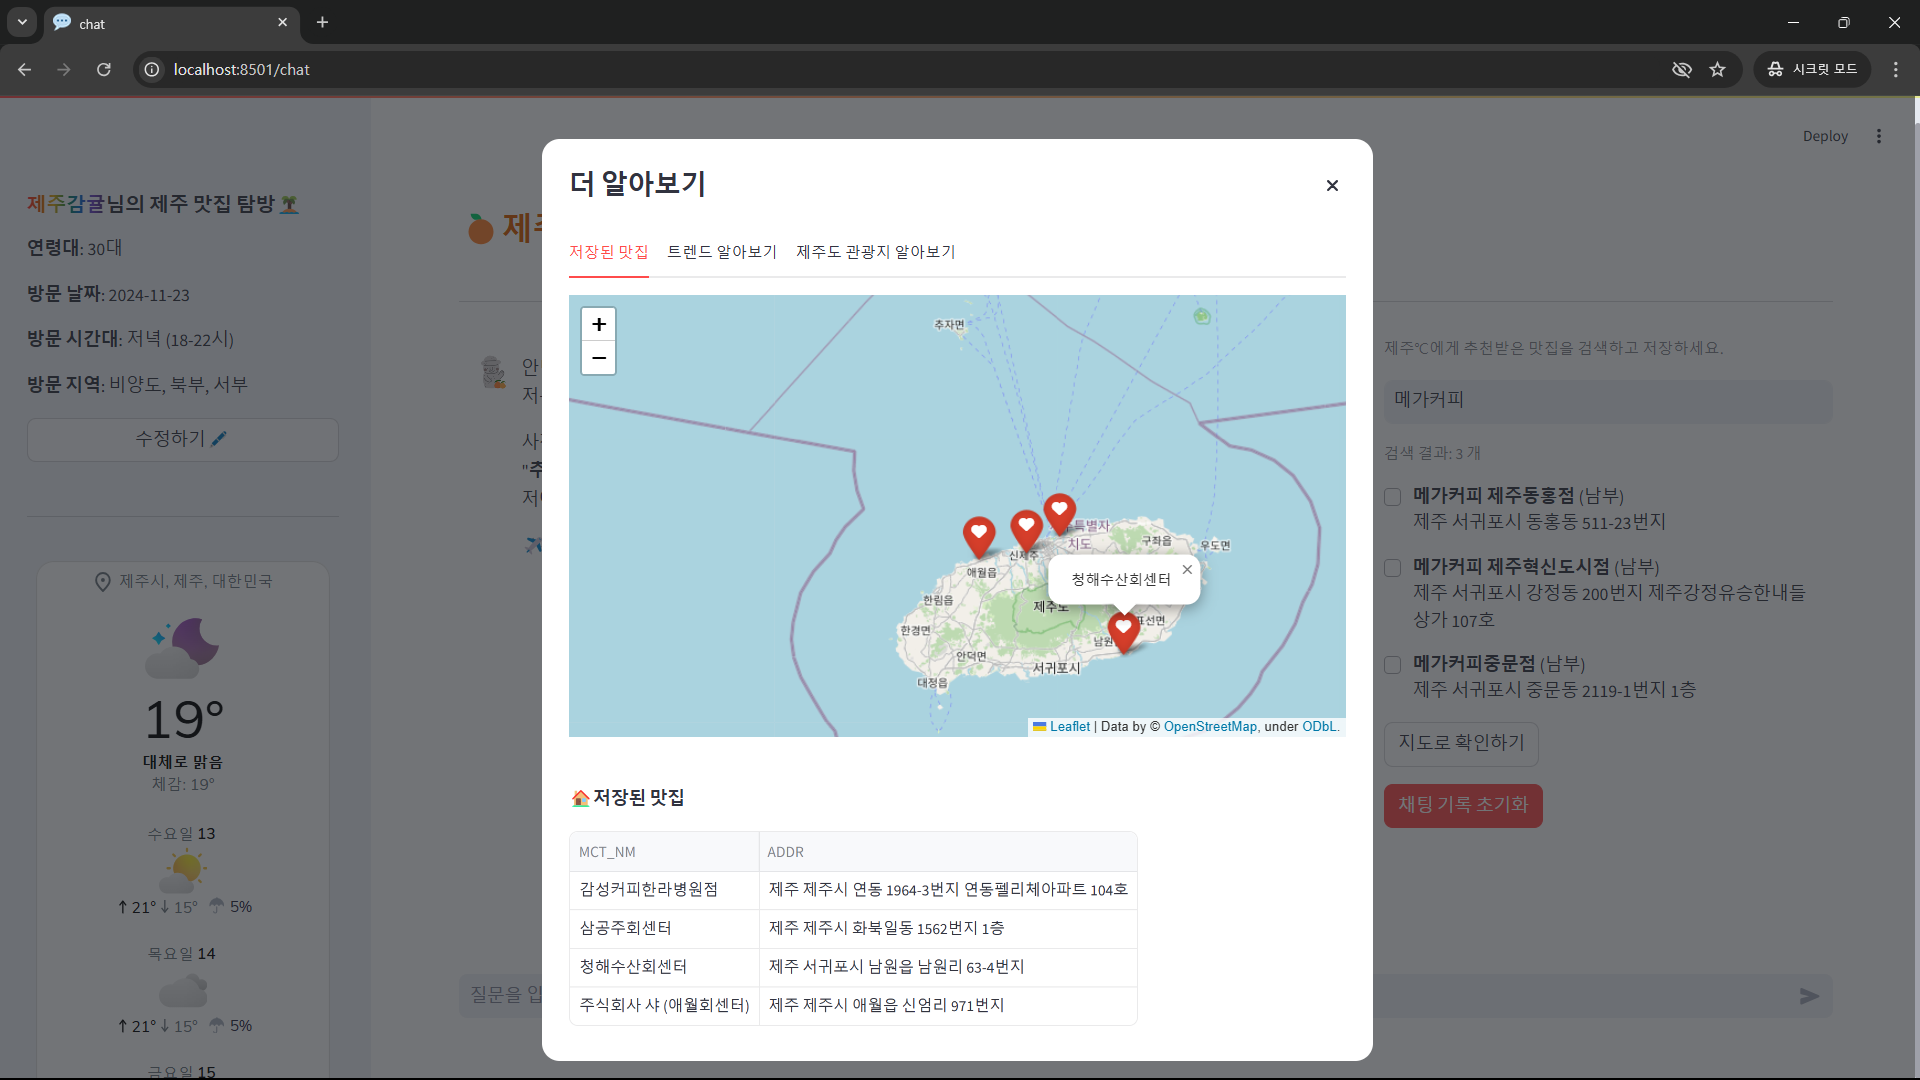 chat
localhost:8501/chat
시크릿 모드
Deploy
제주감귤님의 제주 맛집 탐방
연령대: 30대
방문 날짜: 2024-11-23
방문 시간대: 저녁 (18-22시)
방문 지역: 비양도, 북부, 서부
수정하기
제주시, 제주, 대한민국
19°
대체로 맑음
체감: 19°
수요일 13
↑ 21° ↓ 15° 5%
목요일 14
↑ 21° ↓ 15° 5%
금요일 15
제주
안
저
사
"추
저
질문을 입
더 알아보기
저장된 맛집 트렌드 알아보기 제주도 관광지 알아보기
+
−
추자면
특별자
치도
구좌읍
우도면
신제주
애월읍
청해수산회센터
한림읍
제주도
표선면
한경면
남원
안덕면
서귀포시
대정읍
Leaflet | Data by © OpenStreetMap, under ODbL.
저장된 맛집
MCT_NM ADDR
감성커피한라병원점 제주 제주시 연동 1964-3번지 연동펠리체아파트 104호
삼공주회센터 제주 제주시 화북일동 1562번지 1층
청해수산회센터 제주 서귀포시 남원읍 남원리 63-4번지
주식회사 샤 (애월회센터) 제주 제주시 애월읍 신엄리 971번지
제주℃에게 추천받은 맛집을 검색하고 저장하세요.
메가커피
검색 결과: 3 개
메가커피 제주동홍점 (남부)
제주 서귀포시 동홍동 511-23번지
메가커피 제주혁신도시점 (남부)
제주 서귀포시 강정동 200번지 제주강정유승한내들
상가 107호
메가커피중문점 (남부)
제주 서귀포시 중문동 2119-1번지 1층
지도로 확인하기
채팅 기록 초기화